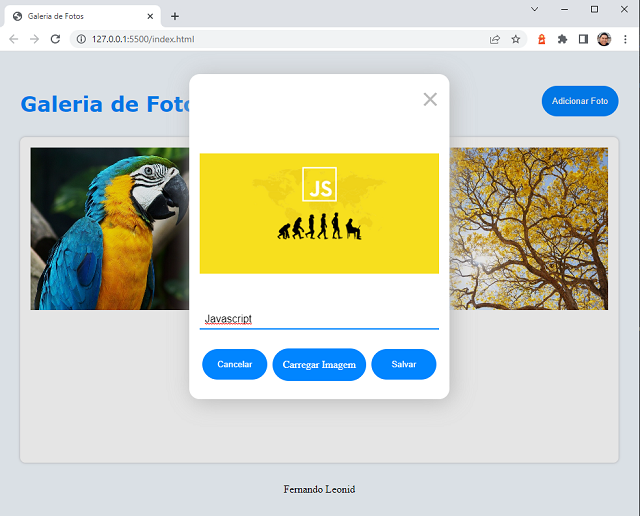 Galeria de Fotos
127.0.0.1:5500/index.html
Galeria de Foto
Adicionar Foto
JS
Javascript
Cancelar
Carregar Imagem
Salvar
Fernando Leonid